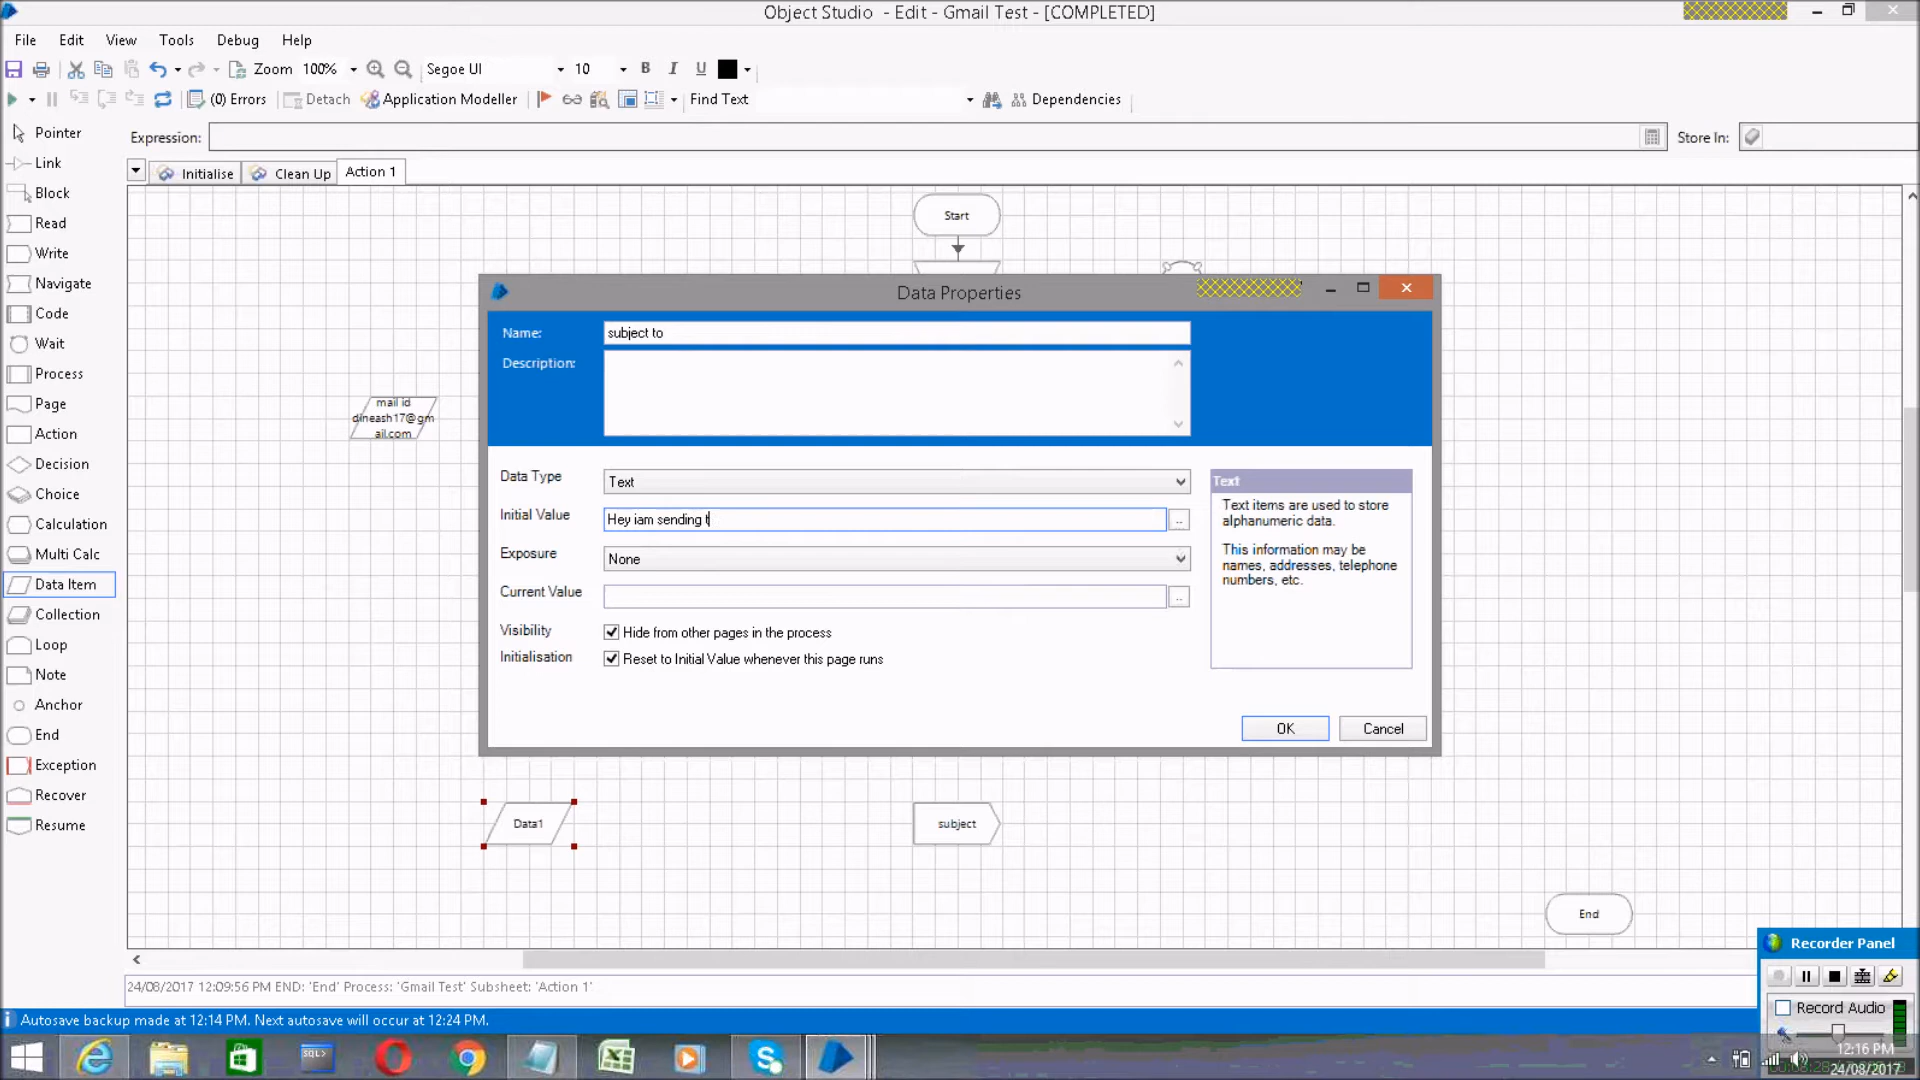 Object Studio - Edit - Gmail Test - [COMPLETED]
File Edit View Tools Debug Help
Zoom 100% Segoe UI 10 B I U
(0) Errors Detach Application Modeller Find Text Dependencies
Expression: Store In:
Pointer
Link
Block
Read
Write
Navigate
Code
Wait
Process
Page
Action
Decision
Choice
Calculation
Multi Calc
Data Item
Collection
Loop
Note
Anchor
End
Exception
Recover
Resume
Initialise Clean Up Action 1
Start
mail id
dineash17@gm
ail.com
Data Properties
Name: subject to
Description:
Data Type Text
Initial Value Hey iam sending t
Exposure None
Current Value
Visibility Hide from other pages in the process
Initialisation Reset to Initial Value whenever this page runs
Text
Text items are used to store
alphanumeric data.
This information may be
names, addresses, telephone
numbers, etc.
OK Cancel
Data1
subject
End
24/08/2017 12:09:56 PM END: 'End' Process: 'Gmail Test' Subsheet: 'Action 1'
Autosave backup made at 12:14 PM. Next autosave will occur at 12:24 PM.
Recorder Panel
Record Audio
SQL>
12:16 PM
24/08/2017